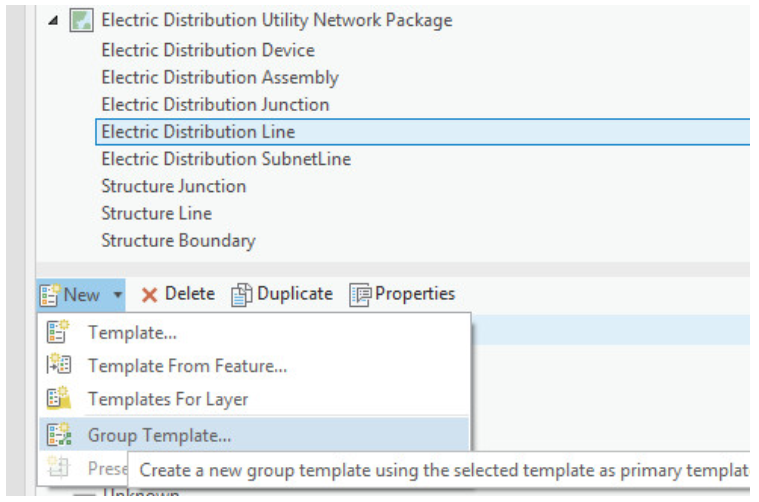 Electric Distribution Utility Network Package
Electric Distribution Device
Electric Distribution Assembly
Electric Distribution Junction
Electric Distribution Line
Electric Distribution SubnetLine
Structure Junction
Structure Line
Structure Boundary
New Delete Duplicate Properties
Template...
Template From Feature...
Templates For Layer
Group Template...
Prese
Create a new group template using the selected template as primary templat
Unknown